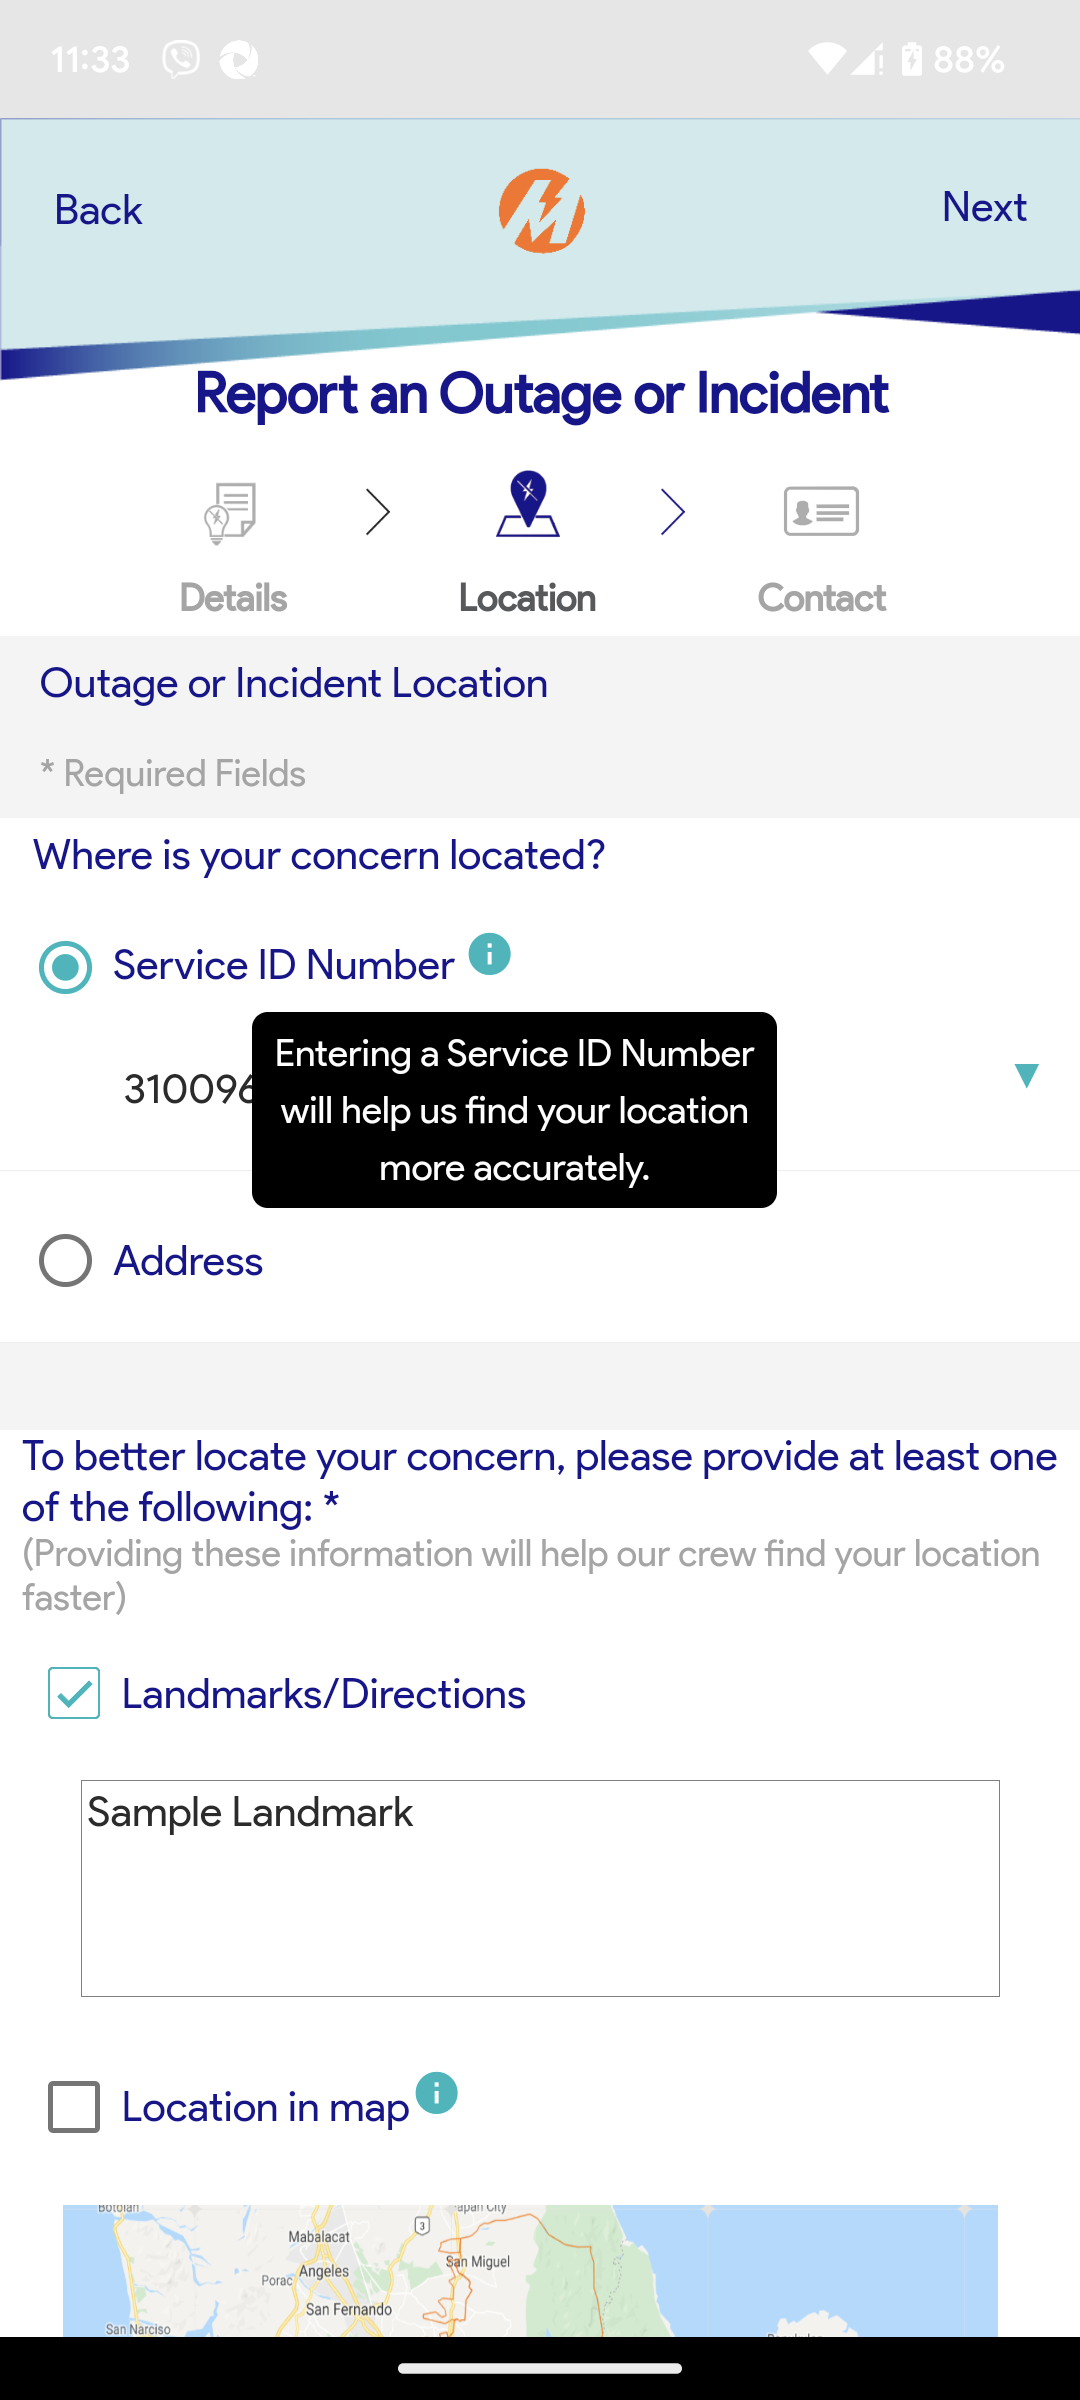 11:33
88%
Back
Next
Report an Outage or Incident
Details
Location
Contact
Outage or Incident Location
* Required Fields
Where is your concern located?
Service ID Number
Entering a Service ID Number
will help us find your location
more accurately.
310096
Address
To better locate your concern, please provide at least one
of the following: *
(Providing these information will help our crew find your location
faster)
Landmarks/Directions
Sample Landmark
Location in map
Botolan
apan City
3
Mabalacat
San Miguel
Angeles
Porac
San Fernando
San Narciso